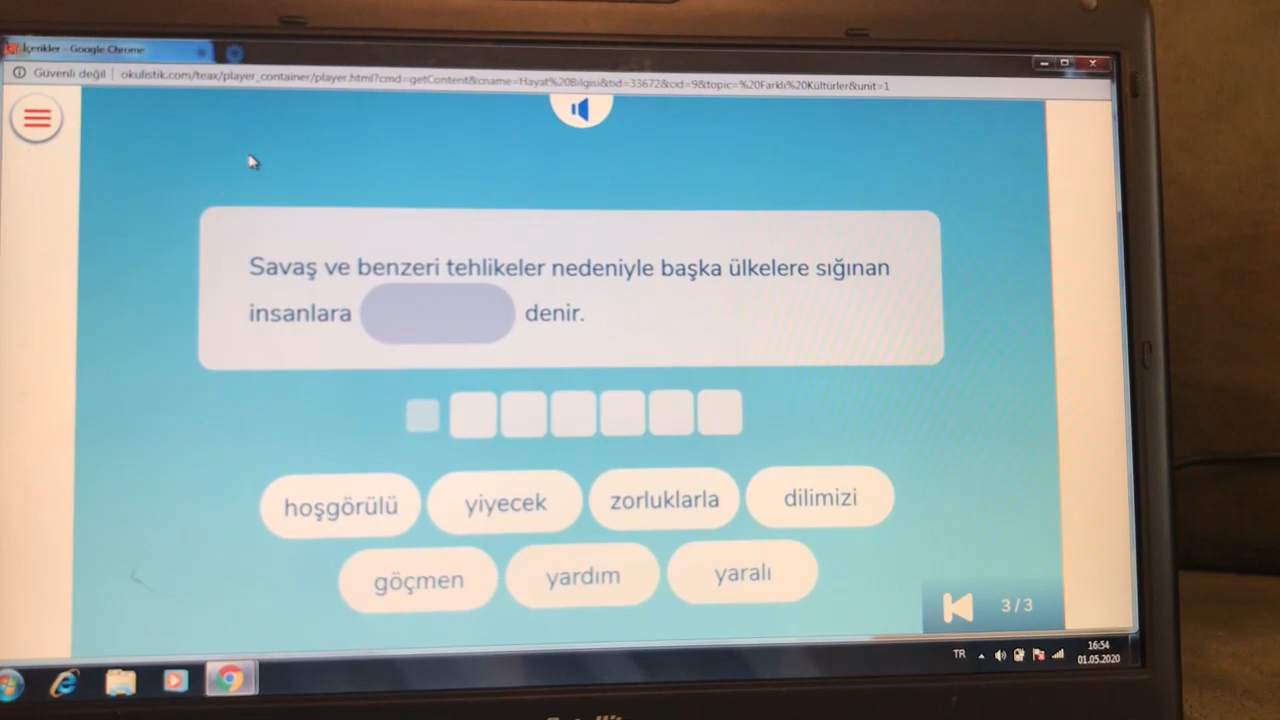 İçerikler - Google Chrome
Güvenli değil | okulistik.com/teax/player_container/player.html?cmd=getContent&cname=Hayat%20Bilgisi&tid=33672&cid=9&topic=%20Farklı%20Kültürler&unit=1
Savaş ve benzeri tehlikeler nedeniyle başka ülkelere sığınan
insanlara denir.
hoşgörülü yiyecek zorluklarla dilimizi
göçmen yardım yaralı
3 / 3
TR 16:54
01.05.2020